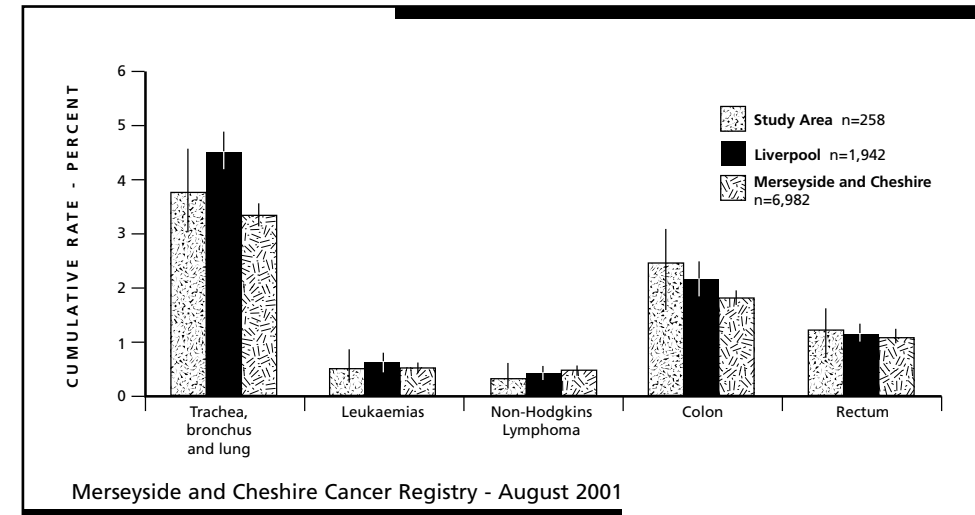 CUMULATIVE RATE - PERCENT
6
5
4
3
2
1
0
Study Area n=258
Liverpool n=1,942
Merseyside and Cheshire
n=6,982
Trachea,
bronchus
and lung
Leukaemias
Non-Hodgkins
Lymphoma
Colon
Rectum
Merseyside and Cheshire Cancer Registry - August 2001